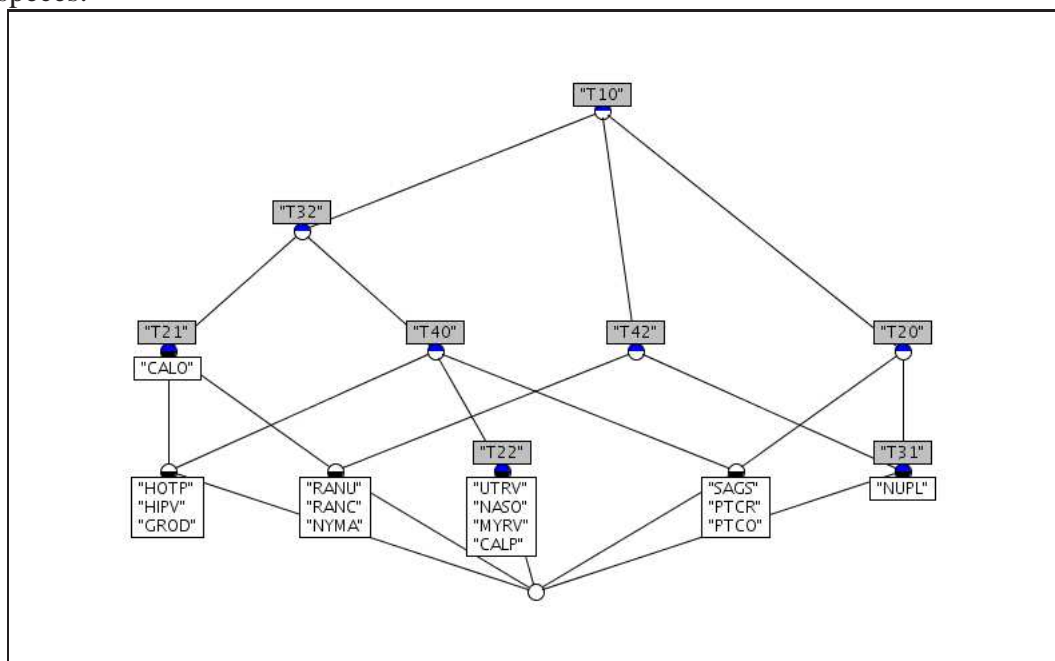 "T10"
"T32"
"T21"
"T40"
"T42"
"T20"
"CALO"
"T22"
"T31"
"HOTP"
"HIPV"
"GROD"
"RANU"
"RANC"
"NYMA"
"UTRV"
"NASO"
"MYRV"
"CALP"
"SAGS"
"PTCR"
"PTCO"
"NUPL"